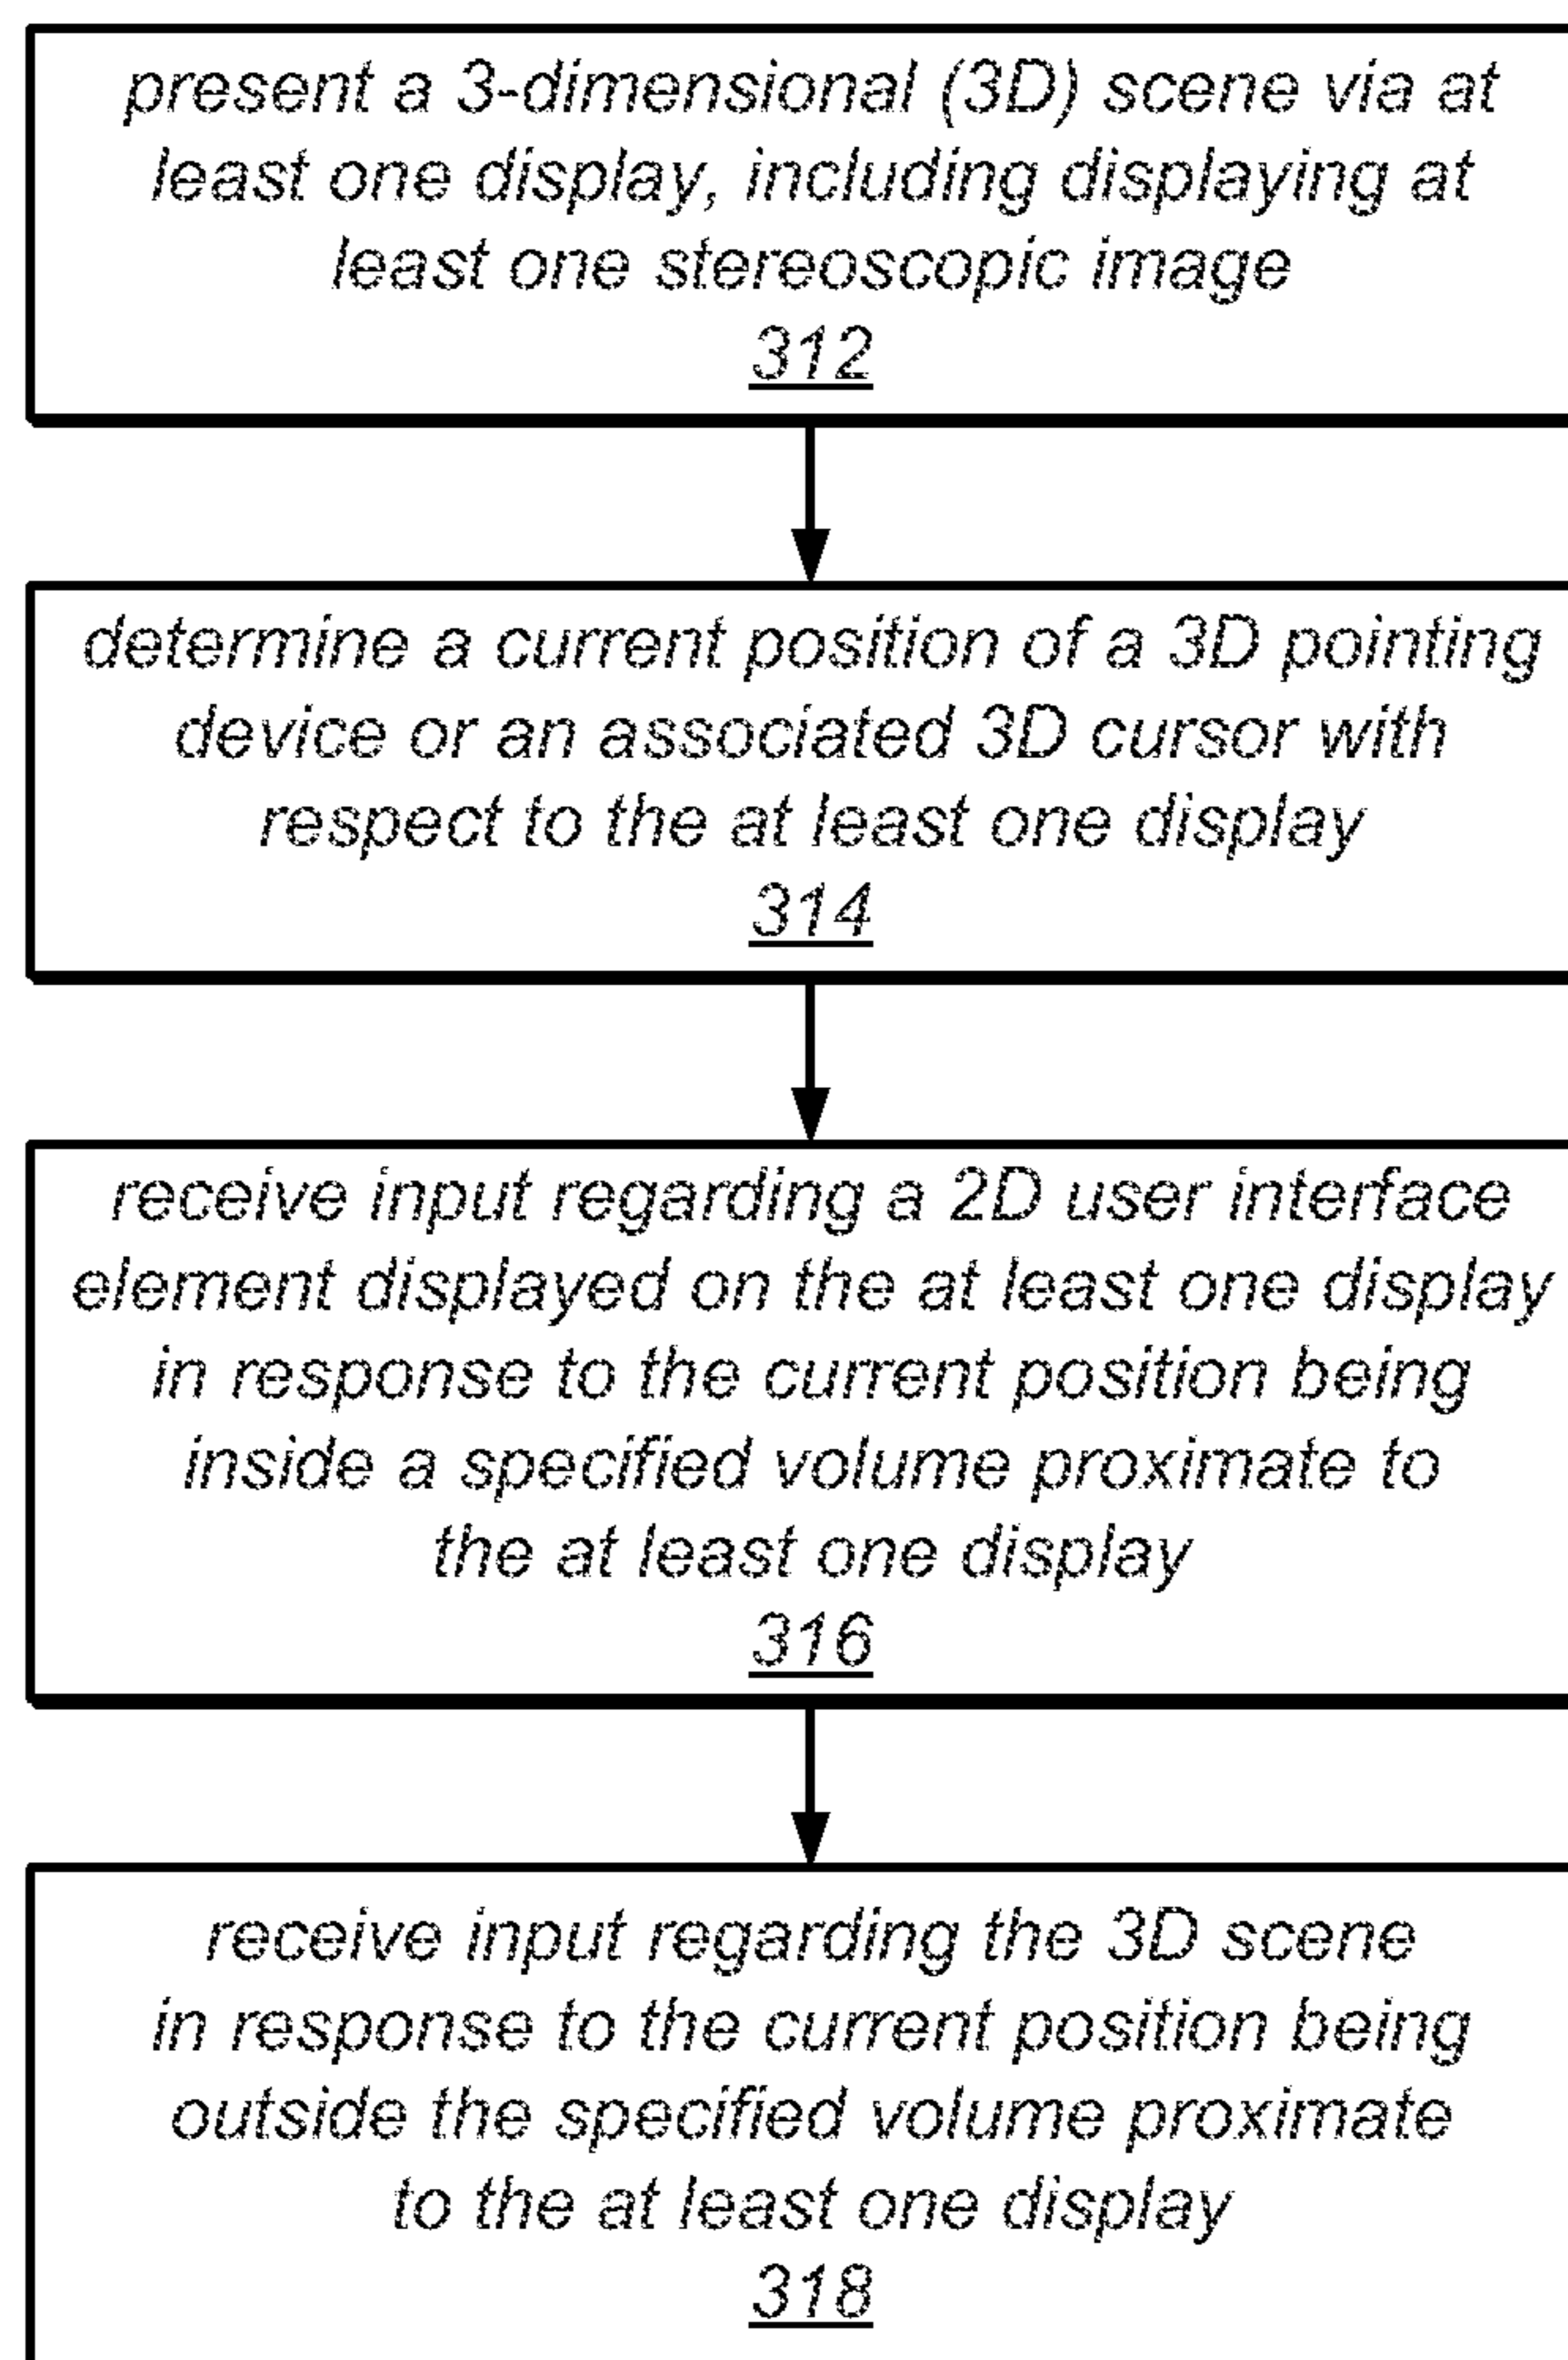 present a 3-dimensional (3D) scene via at
least one display, including displaying at
least one stereoscopic image
312
determine a current position of a 3D pointing
device or an associated 3D cursor with
respect to the at least one display
314
receive input regarding a 2D user interface
element displayed on the at least one display
in response to the current position being
inside a specified volume proximate to
the at least one display
316
receive input regarding the 3D scene
in response to the current position being
outside the specified volume proximate
to the at least one display
318